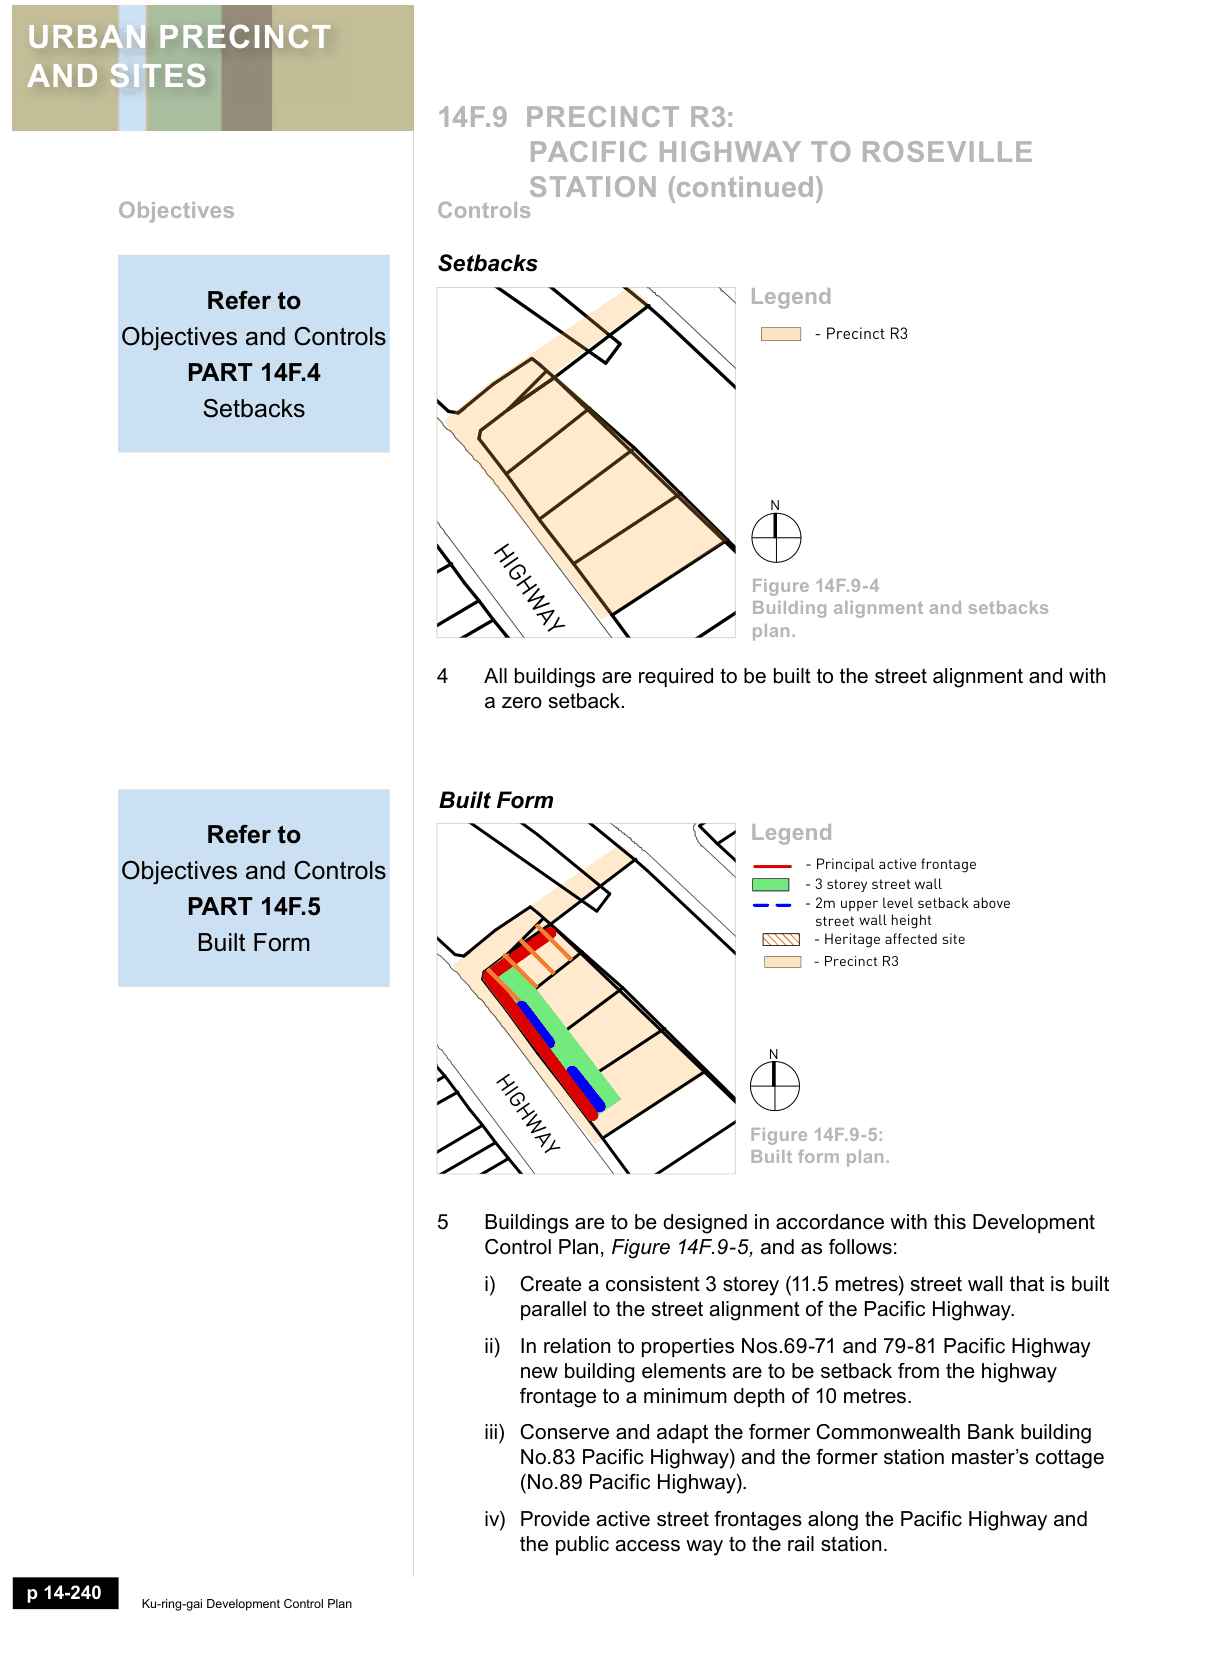 URBAN PRECINCT
AND SITES
14F.9 PRECINCT R3:
PACIFIC HIGHWAY TO ROSEVILLE
STATION (continued)
Objectives
Controls
Refer to
Objectives and Controls
PART 14F.4
Setbacks
Setbacks
HIGHWAY
Legend
- Precinct R3
N
Figure 14F.9-4
Building alignment and setbacks
plan.
4 All buildings are required to be built to the street alignment and with
a zero setback.
Refer to
Objectives and Controls
PART 14F.5
Built Form
Built Form
HIGHWAY
Legend
- Principal active frontage
- 3 storey street wall
- 2m upper level setback above
street wall height
- Heritage affected site
- Precinct R3
N
Figure 14F.9-5:
Built form plan.
5 Buildings are to be designed in accordance with this Development
Control Plan, Figure 14F.9-5, and as follows:
i) Create a consistent 3 storey (11.5 metres) street wall that is built
parallel to the street alignment of the Pacific Highway.
ii) In relation to properties Nos.69-71 and 79-81 Pacific Highway
new building elements are to be setback from the highway
frontage to a minimum depth of 10 metres.
iii) Conserve and adapt the former Commonwealth Bank building
No.83 Pacific Highway) and the former station master’s cottage
(No.89 Pacific Highway).
iv) Provide active street frontages along the Pacific Highway and
the public access way to the rail station.
p 14-240
Ku-ring-gai Development Control Plan